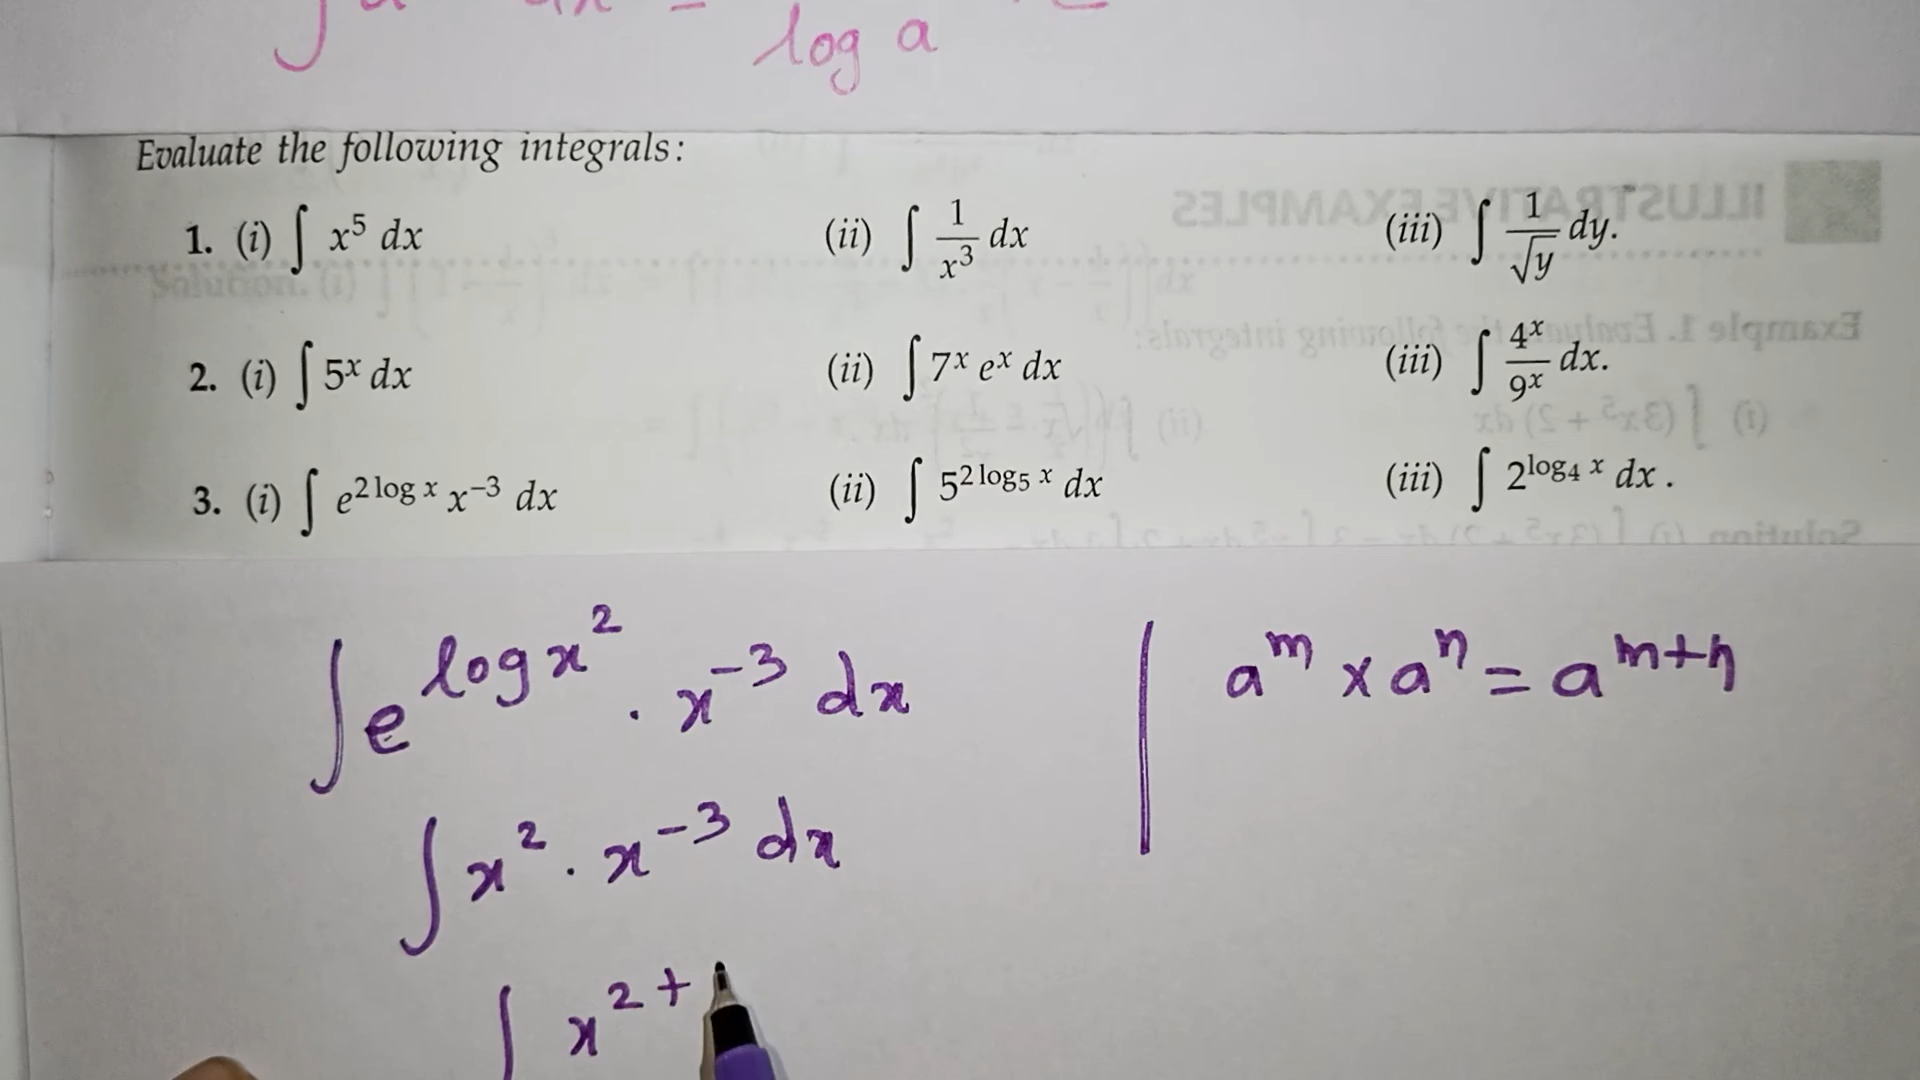 ∫ a dx = log a
Evaluate the following integrals:
1. (i) ∫ x⁵ dx (ii) ∫ 1/x³ dx (iii) ∫ 1/√y dy.
2. (i) ∫ 5ˣ dx (ii) ∫ 7ˣ eˣ dx (iii) ∫ 4ˣ/9ˣ dx.
3. (i) ∫ e^(2 log x) x⁻³ dx (ii) ∫ 5^(2 log₅ x) dx (iii) ∫ 2^(log₄ x) dx.
∫ e^(log x²) . x⁻³ dx | aᵐ × aⁿ = aᵐ⁺ⁿ
∫ x² . x⁻³ dx
∫ x²⁺